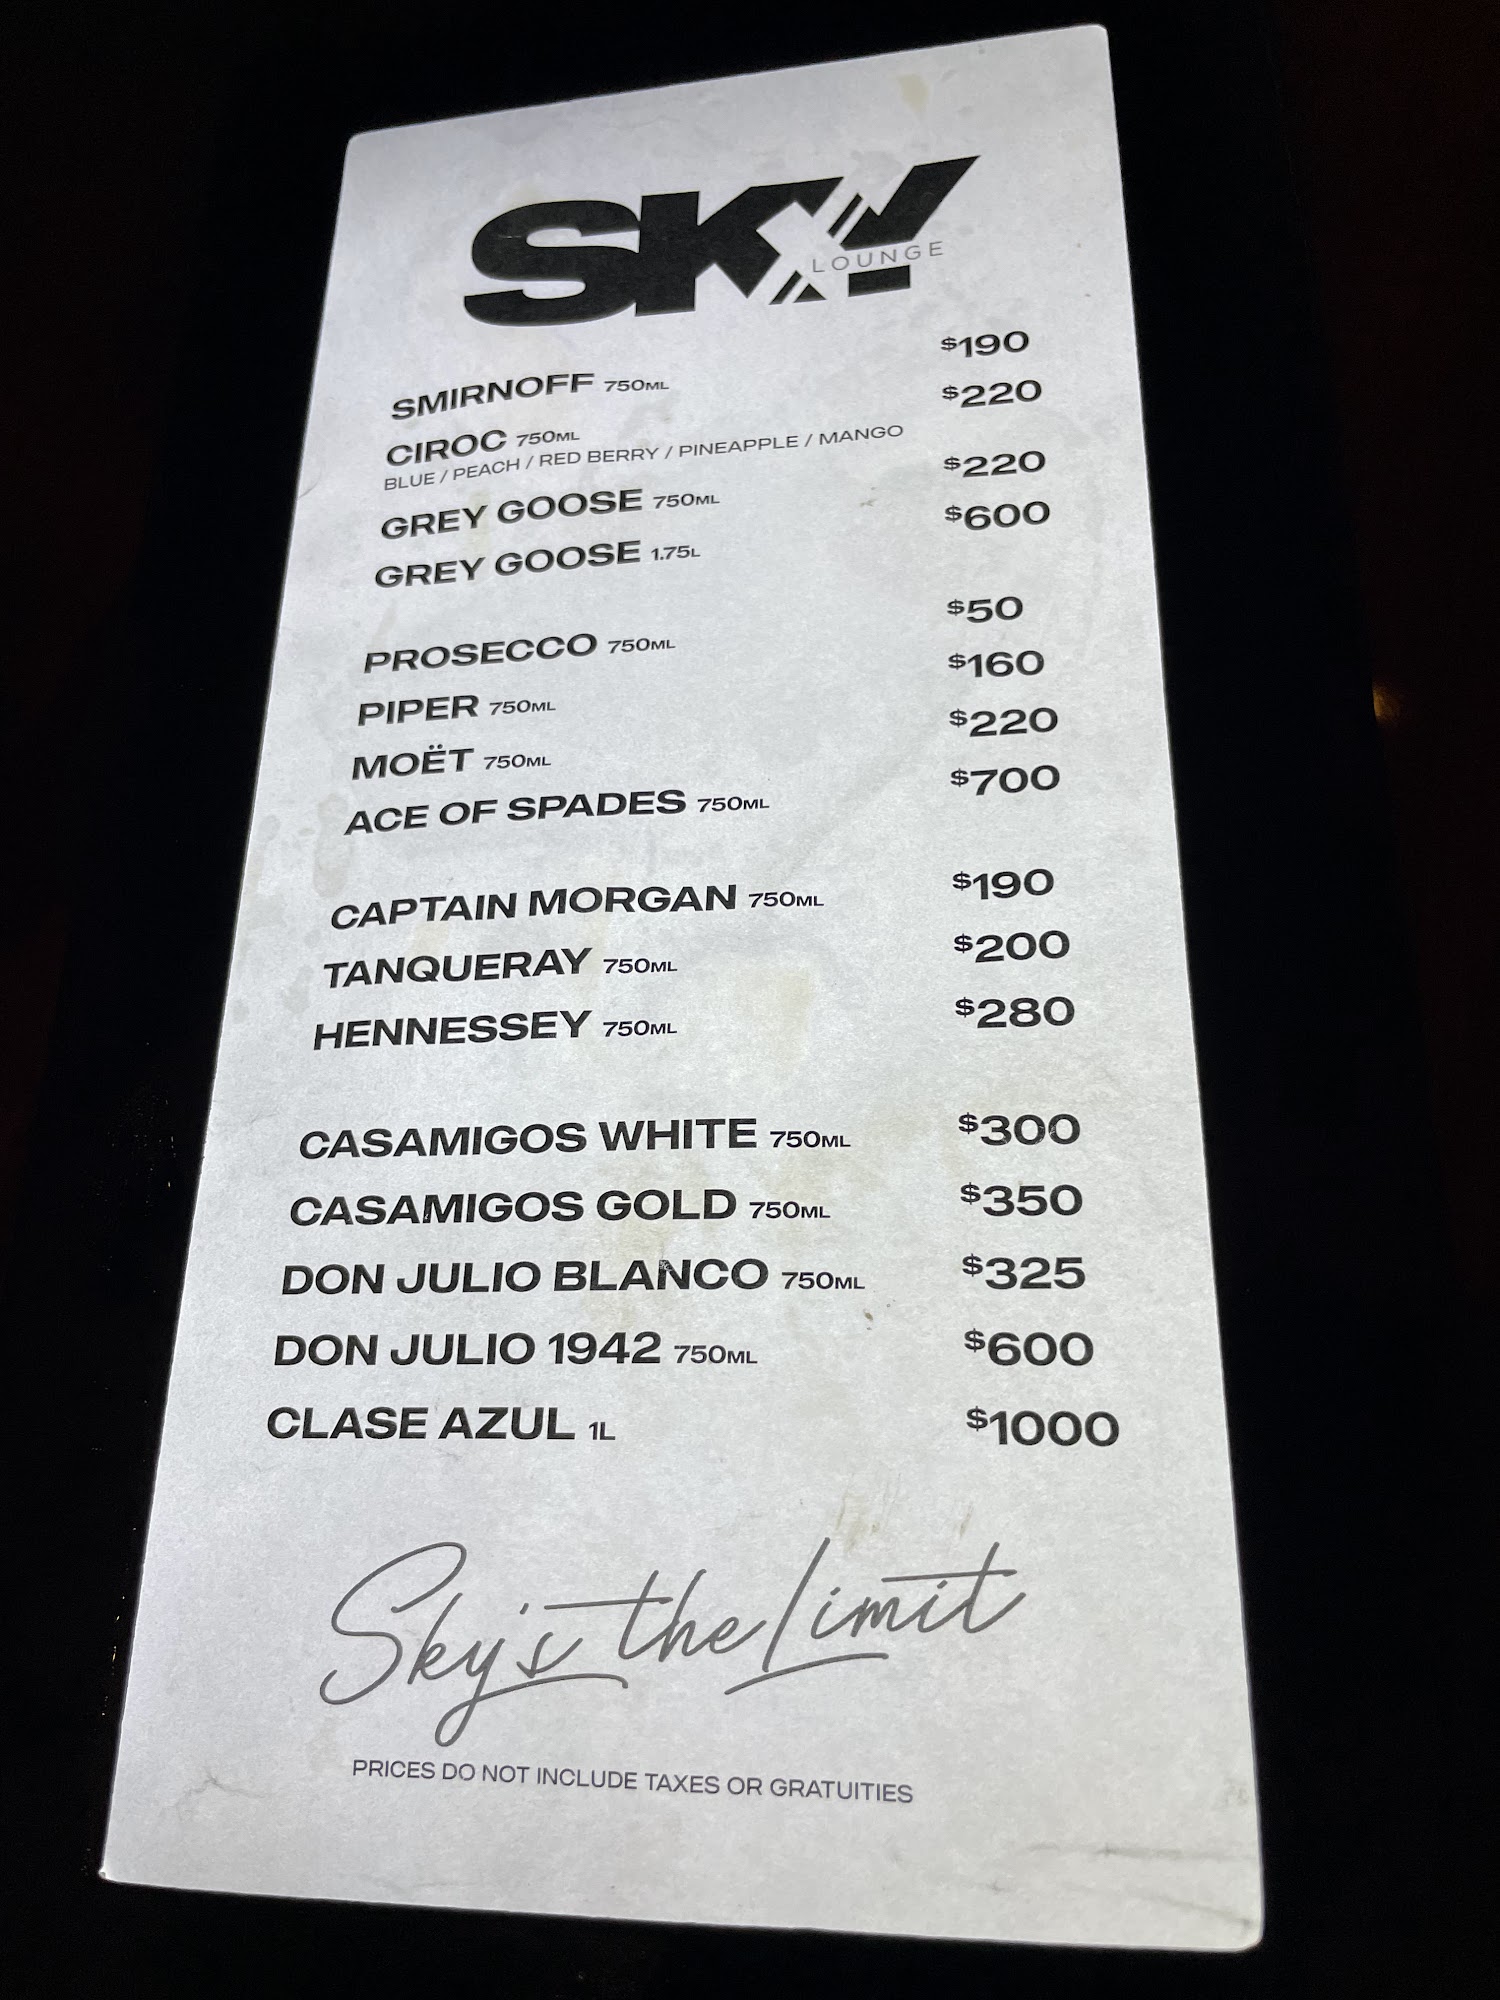 SKY
LOUNGE
SMIRNOFF 750ML $190
CIROC 750ML $220
BLUE / PEACH / RED BERRY / PINEAPPLE / MANGO
GREY GOOSE 750ML $220
GREY GOOSE 1.75L $600
PROSECCO 750ML $50
PIPER 750ML $160
MOËT 750ML $220
ACE OF SPADES 750ML $700
CAPTAIN MORGAN 750ML $190
TANQUERAY 750ML $200
HENNESSEY 750ML $280
CASAMIGOS WHITE 750ML $300
CASAMIGOS GOLD 750ML $350
DON JULIO BLANCO 750ML $325
DON JULIO 1942 750ML $600
CLASE AZUL 1L $1000
Sky's the Limit
PRICES DO NOT INCLUDE TAXES OR GRATUITIES